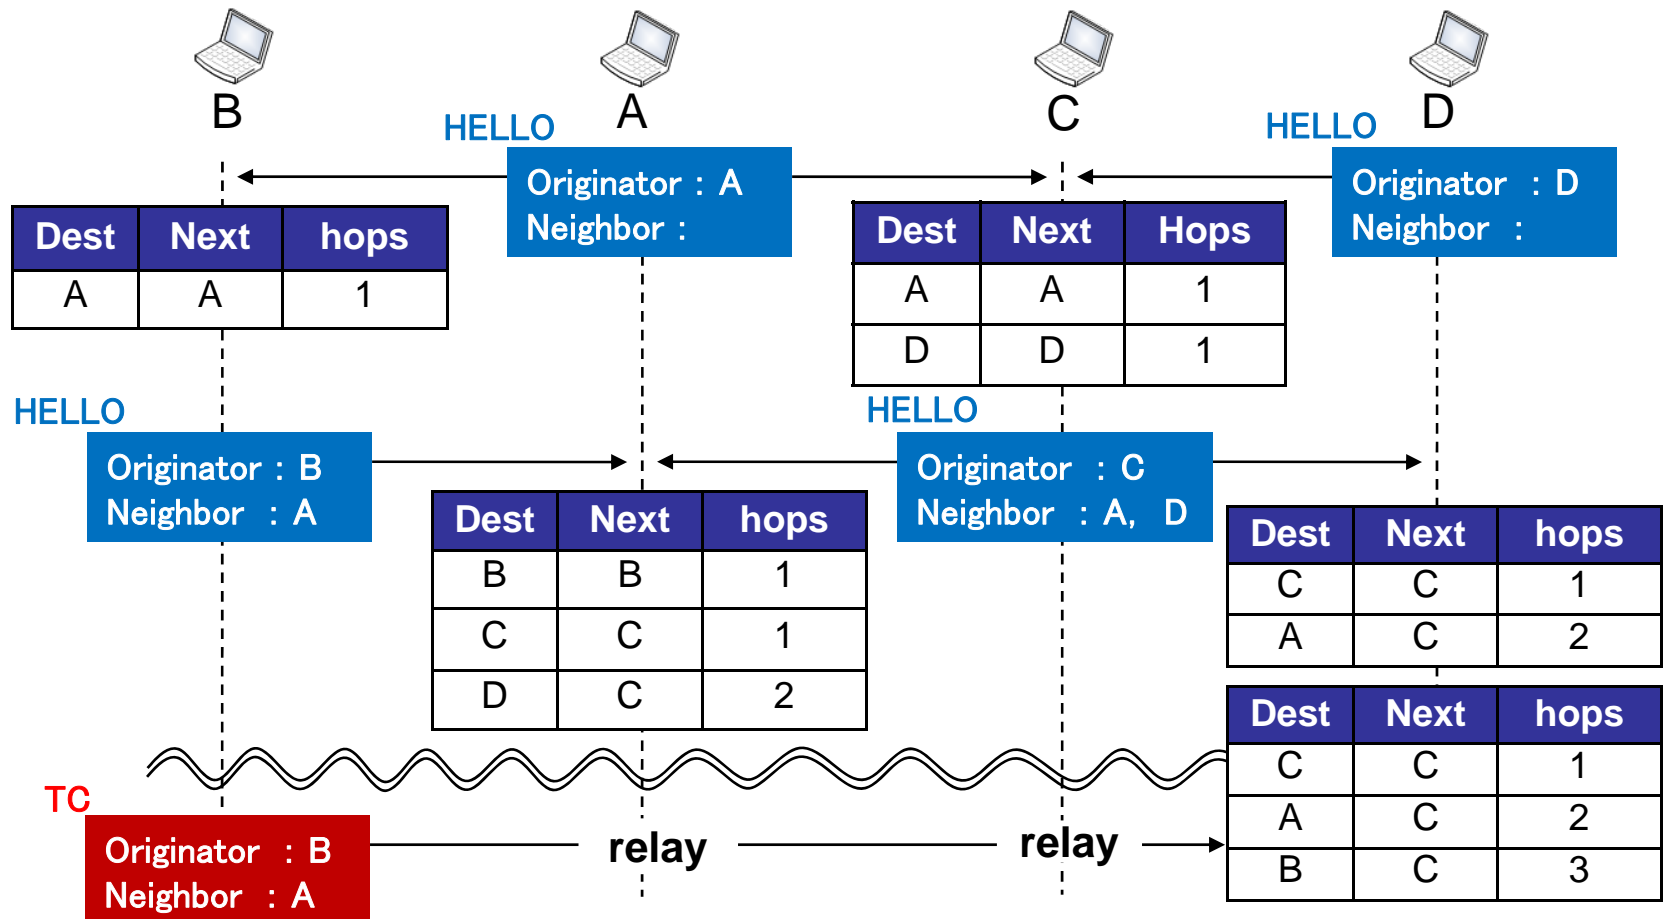 B
A
C
D
HELLO
Originator : A
Neighbor :
HELLO
Originator : D
Neighbor :
Dest Next hops
A A 1
Dest Next Hops
A A 1
D D 1
HELLO
Originator : B
Neighbor : A
HELLO
Originator : C
Neighbor : A, D
Dest Next hops
B B 1
C C 1
D C 2
Dest Next hops
C C 1
A C 2
Dest Next hops
C C 1
A C 2
B C 3
TC
Originator : B
Neighbor : A
relay
relay